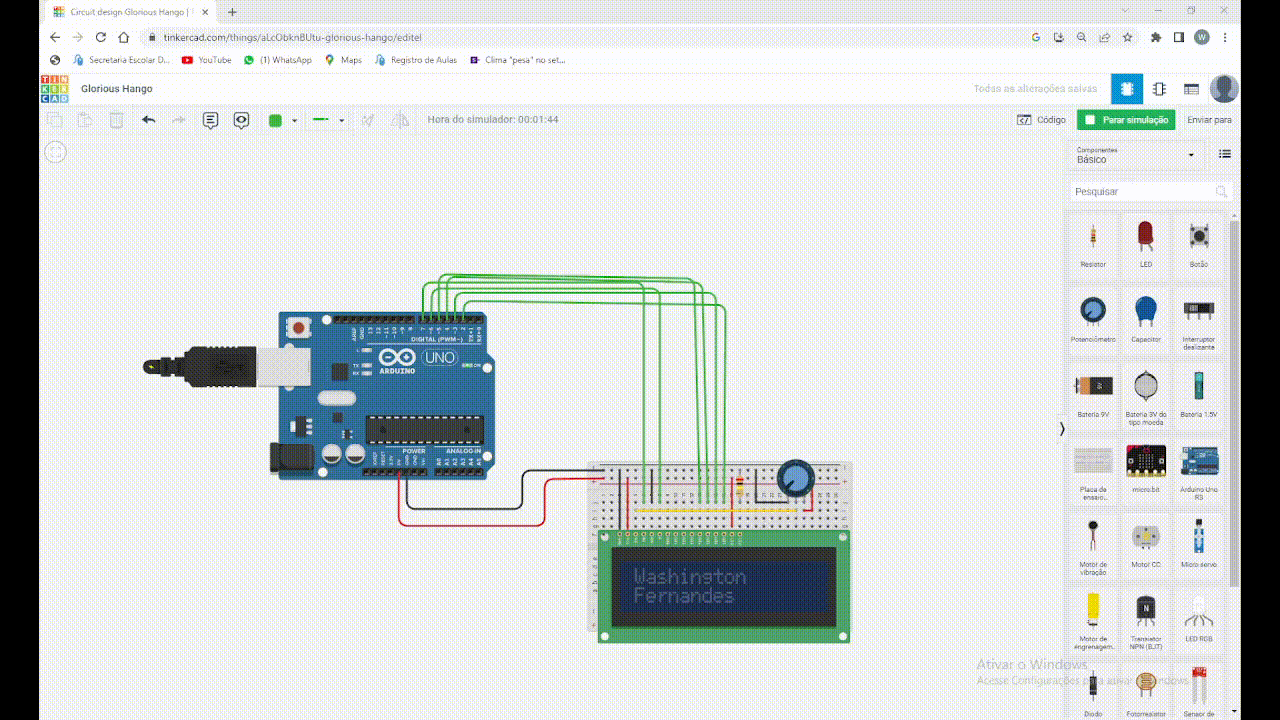 Circuit design Glorious Hango |
tinkercad.com/things/aLcObknBUtu-glorious-hango/editel
W
Secretaria Escolar D...
YouTube
(1) WhatsApp
Maps
Registro de Aulas
Clima "pesa" no set...
TIN
KER
CAD
Glorious Hango
Todas as alterações salvas
Hora do simulador: 00:01:44
Código
Parar simulação
Enviar para
Componentes
Básico
Pesquisar
Resistor
LED
Botão
Potenciômetro
Capacitor
Interruptor deslizante
Bateria 9V
Bateria 3V do tipo moeda
Bateria 1.5V
Placa de ensaio...
micro:bit
Arduino Uno R3
Motor de vibração
Motor CC
Micro servo
Motor de engrenagem...
Transistor NPN (BJT)
LED RGB
Diodo
Fotorresistor
Sensor de
DIGITAL (PWM~)
UNO
ARDUINO
TX
RX
POWER
ANALOG IN
Washington
Fernandes
Ativar o Windows
Acesse Configurações para ativar o Windows.